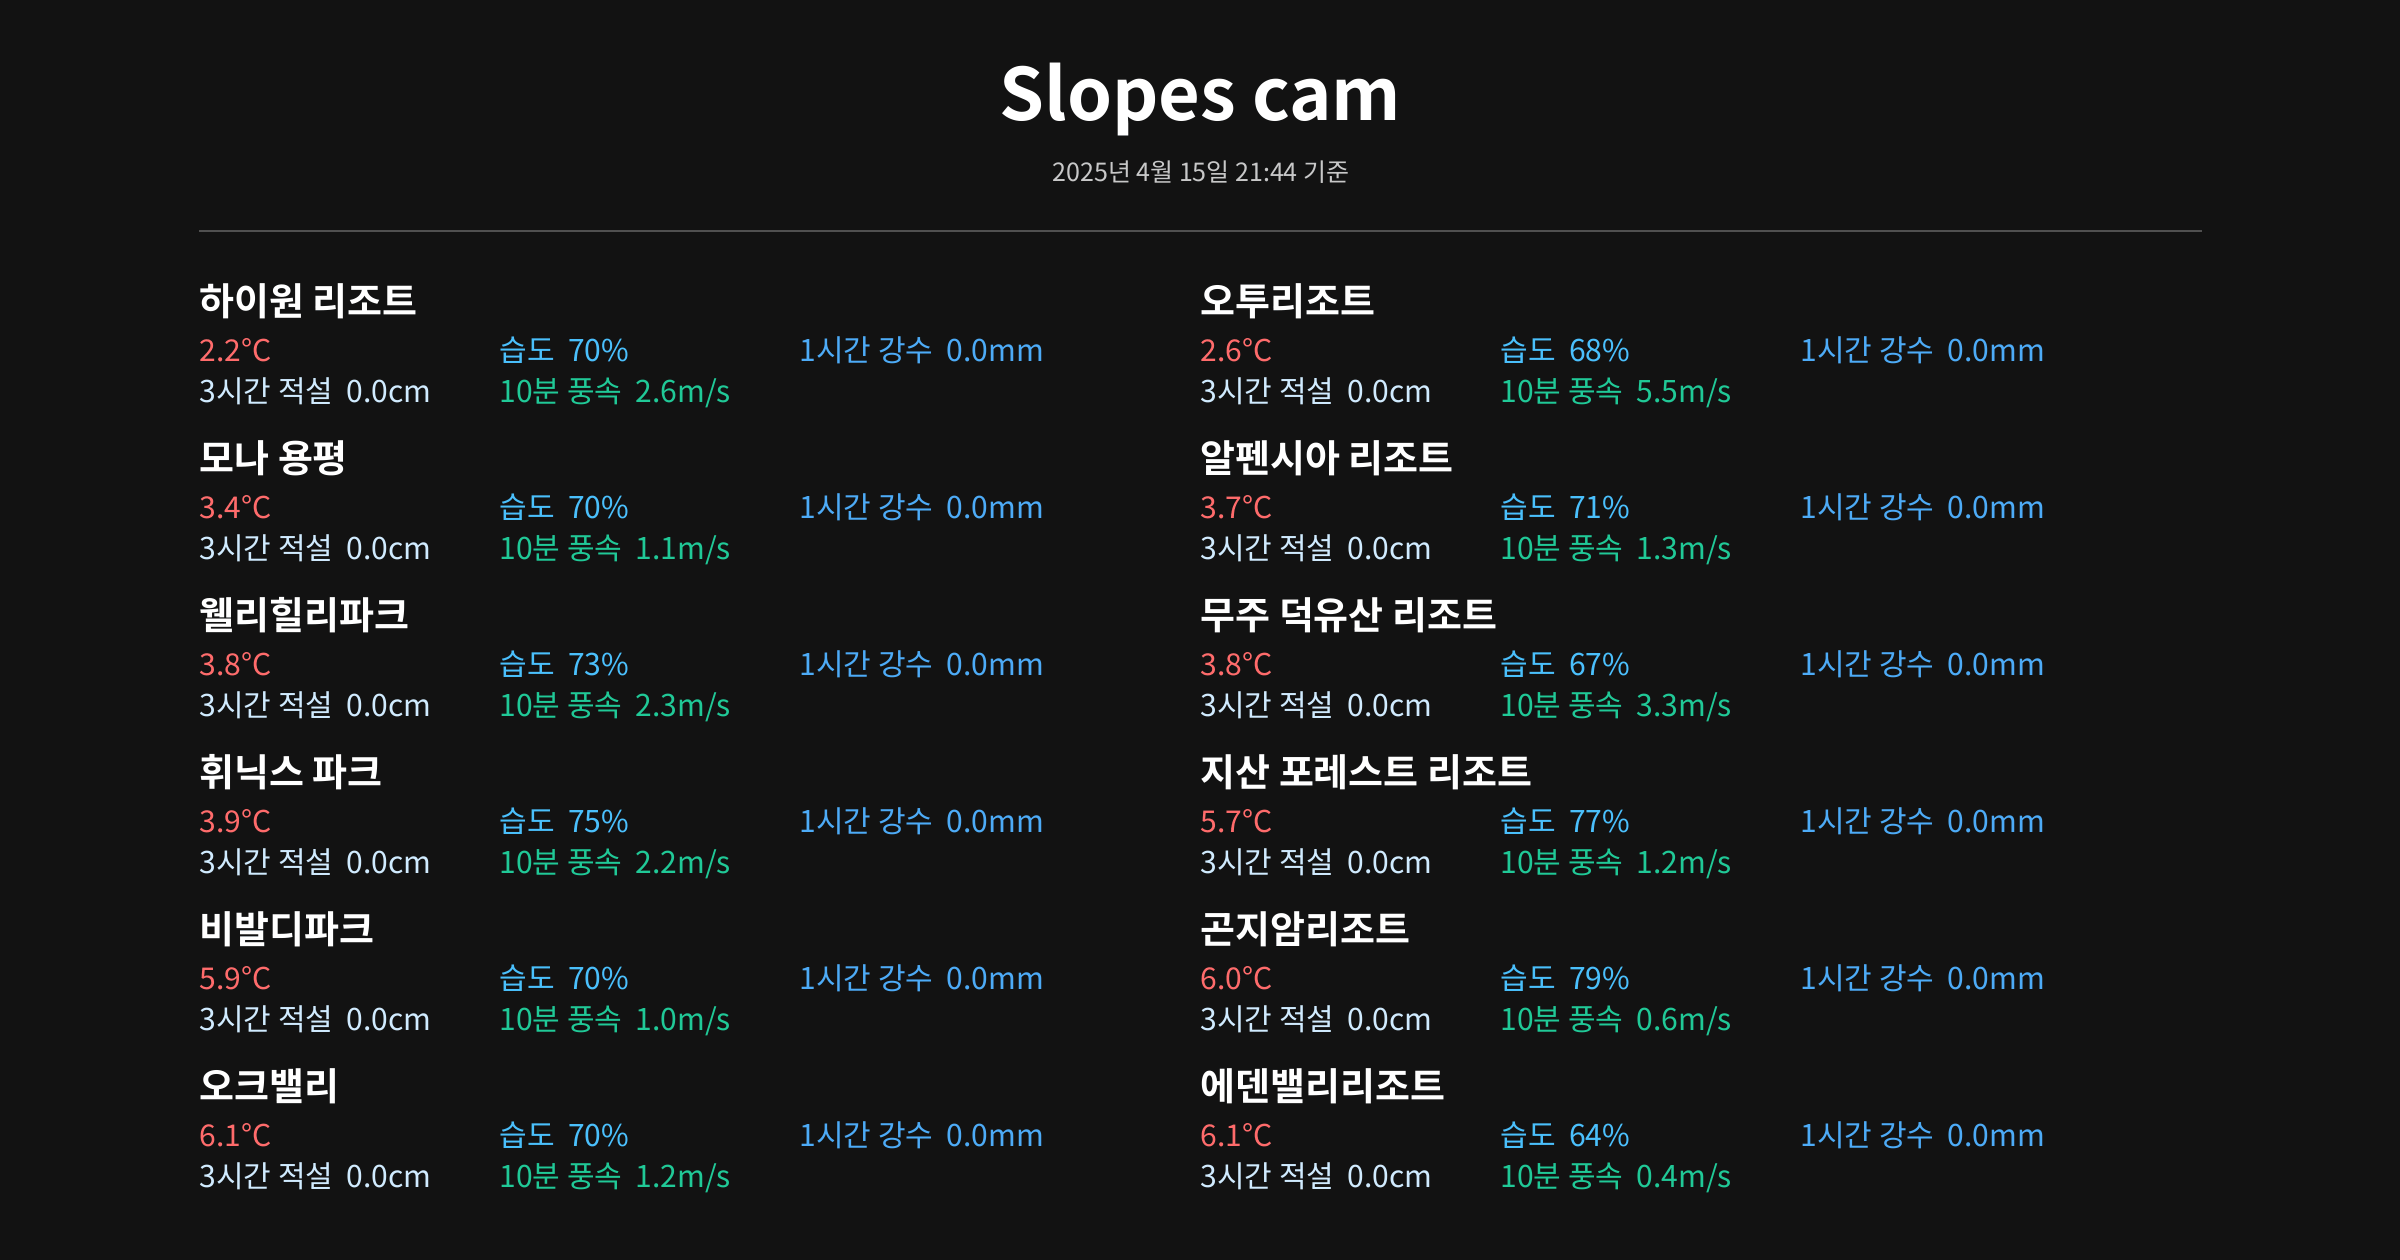 Slopes cam
2025년 4월 15일 21:44 기준
하이원 리조트
2.2°C 습도 70% 1시간 강수 0.0mm
3시간 적설 0.0cm 10분 풍속 2.6m/s
오투리조트
2.6°C 습도 68% 1시간 강수 0.0mm
3시간 적설 0.0cm 10분 풍속 5.5m/s
모나 용평
3.4°C 습도 70% 1시간 강수 0.0mm
3시간 적설 0.0cm 10분 풍속 1.1m/s
알펜시아 리조트
3.7°C 습도 71% 1시간 강수 0.0mm
3시간 적설 0.0cm 10분 풍속 1.3m/s
웰리힐리파크
3.8°C 습도 73% 1시간 강수 0.0mm
3시간 적설 0.0cm 10분 풍속 2.3m/s
무주 덕유산 리조트
3.8°C 습도 67% 1시간 강수 0.0mm
3시간 적설 0.0cm 10분 풍속 3.3m/s
휘닉스 파크
3.9°C 습도 75% 1시간 강수 0.0mm
3시간 적설 0.0cm 10분 풍속 2.2m/s
지산 포레스트 리조트
5.7°C 습도 77% 1시간 강수 0.0mm
3시간 적설 0.0cm 10분 풍속 1.2m/s
비발디파크
5.9°C 습도 70% 1시간 강수 0.0mm
3시간 적설 0.0cm 10분 풍속 1.0m/s
곤지암리조트
6.0°C 습도 79% 1시간 강수 0.0mm
3시간 적설 0.0cm 10분 풍속 0.6m/s
오크밸리
6.1°C 습도 70% 1시간 강수 0.0mm
3시간 적설 0.0cm 10분 풍속 1.2m/s
에덴밸리리조트
6.1°C 습도 64% 1시간 강수 0.0mm
3시간 적설 0.0cm 10분 풍속 0.4m/s